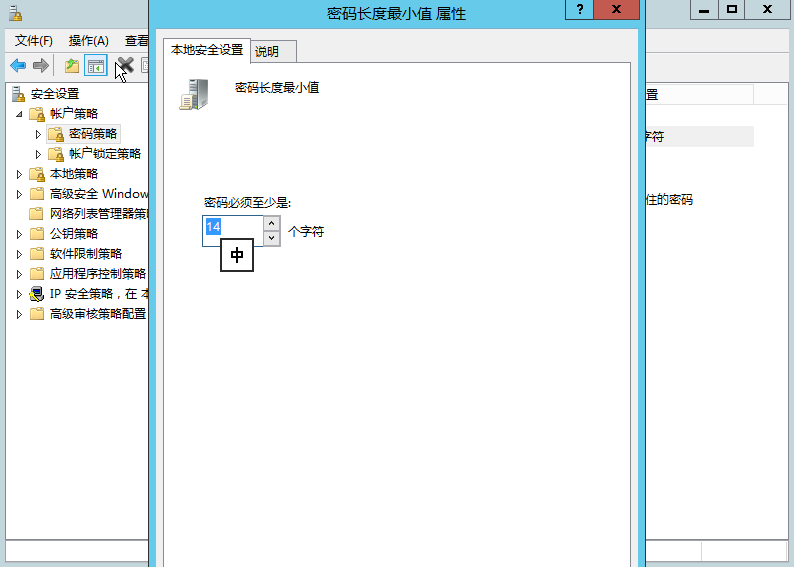 密码长度最小值 属性
?
x
x
文件(F)
操作(A)
查看
本地安全设置
说明
安全设置
帐户策略
密码策略
帐户锁定策略
本地策略
高级安全 Window
网络列表管理器策
公钥策略
软件限制策略
应用程序控制策略
IP 安全策略，在 本
高级审核策略配置
密码长度最小值
密码必须至少是:
14
个字符
中
置
字符
住的密码